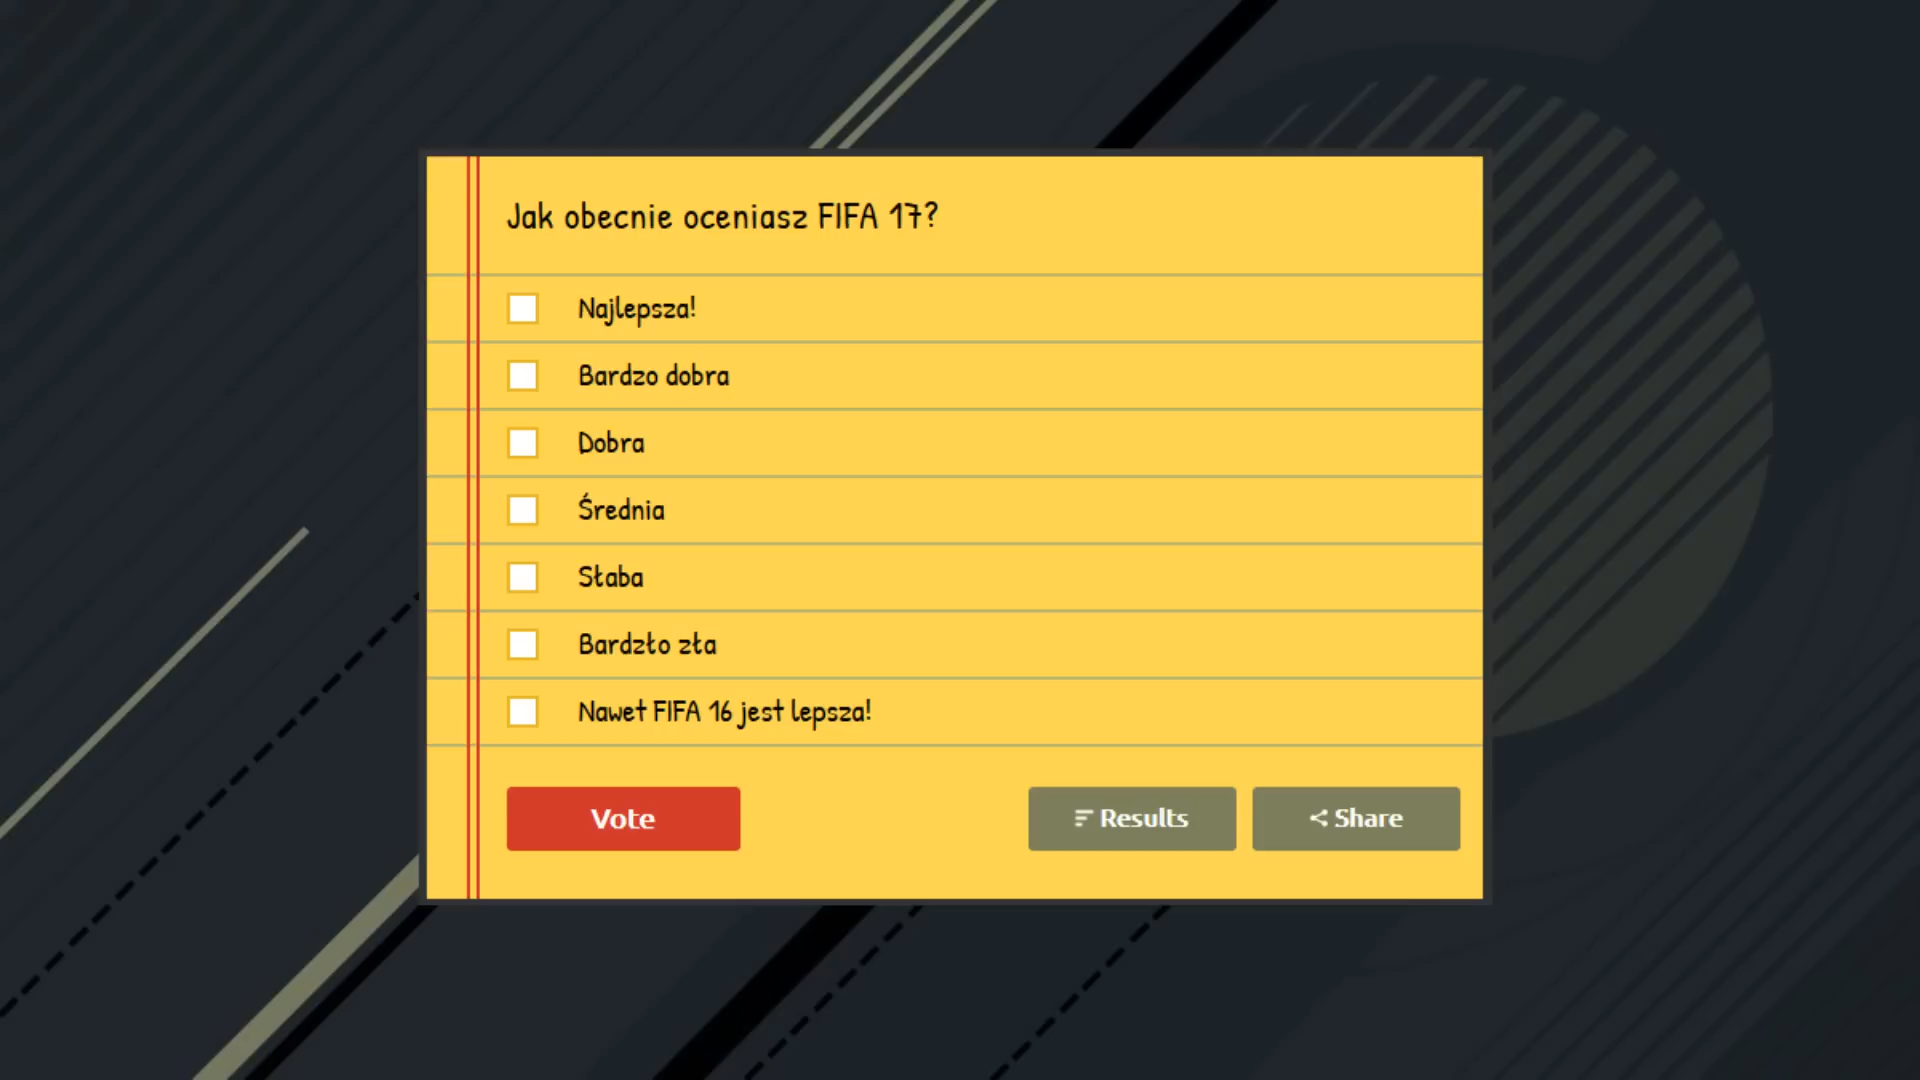 Jak obecnie oceniasz FIFA 17?
Najlepsza!
Bardzo dobra
Dobra
Średnia
Słaba
Bardzło zła
Nawet FIFA 16 jest lepsza!
Vote
Results
Share